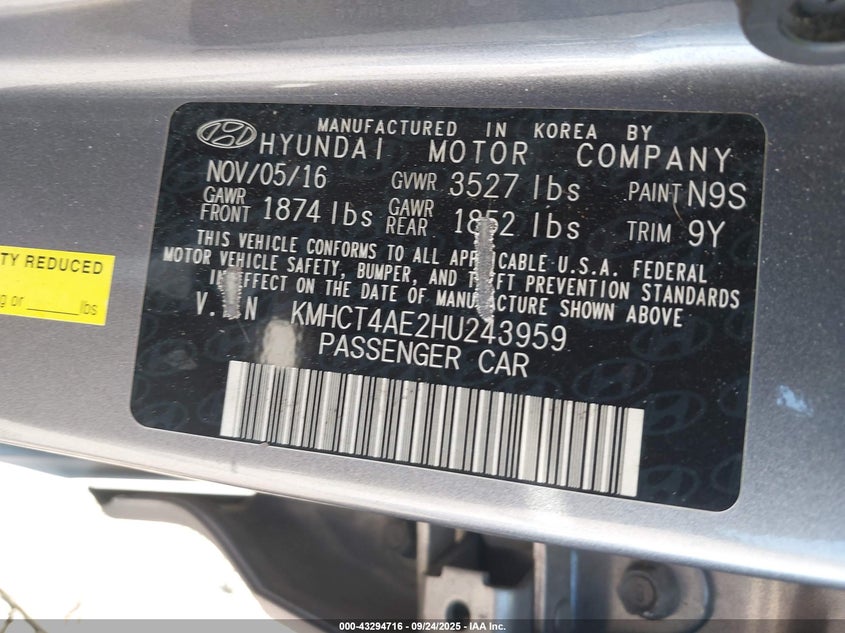 MANUFACTURED IN KOREA BY
HYUNDAI MOTOR COMPANY
NOV/05/16 GVWR 3527 lbs PAINT N9S
GAWR FRONT 1874 lbs GAWR REAR 1852 lbs TRIM 9Y
THIS VEHICLE CONFORMS TO ALL APPLICABLE U.S.A. FEDERAL
MOTOR VEHICLE SAFETY, BUMPER, AND THEFT PREVENTION STANDARDS
IN EFFECT ON THE DATE OF MANUFACTURE SHOWN ABOVE
V.I.N KMHCT4AE2HU243959
PASSENGER CAR
TY REDUCED
g or ______lbs
000-43294716 - 09/24/2025 - IAA Inc.